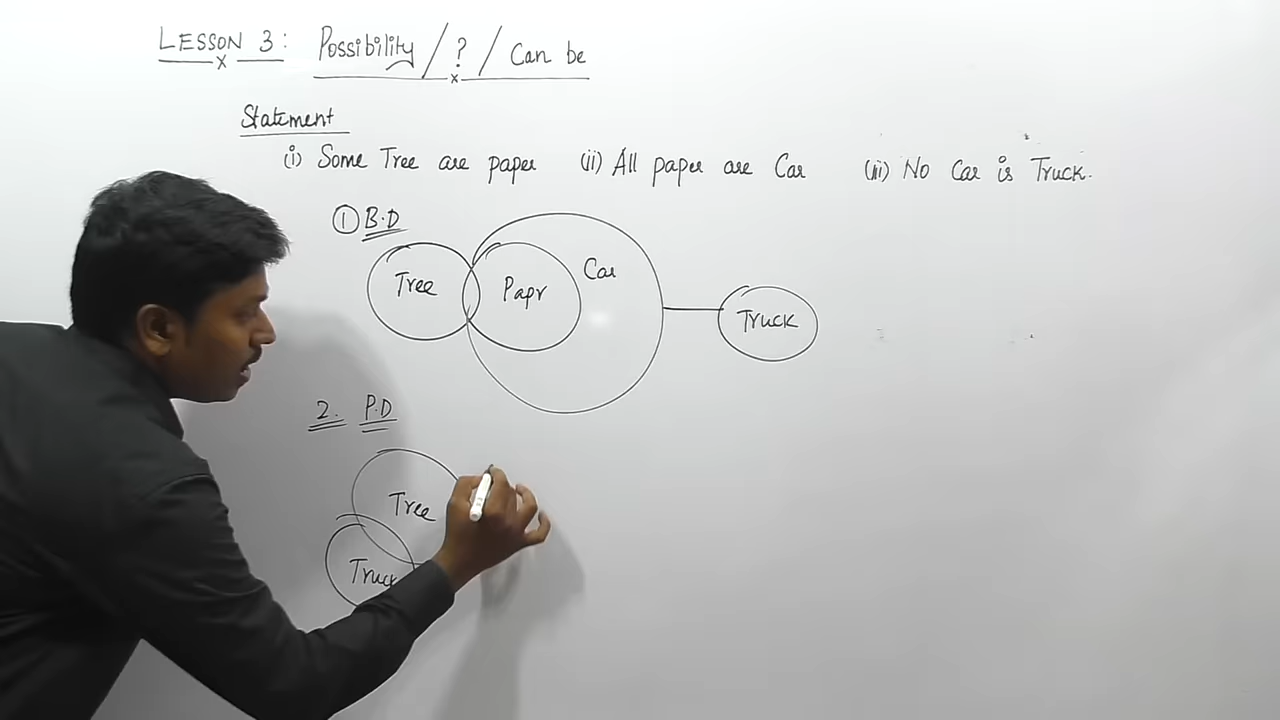 LESSON 3: Possibility / ? / Can be
Statement
(i) Some Tree are paper (ii) All paper are Car (iii) No Car is Truck.
① B.D
Tree Papr Car Truck
2. P.D
Tree
Truck